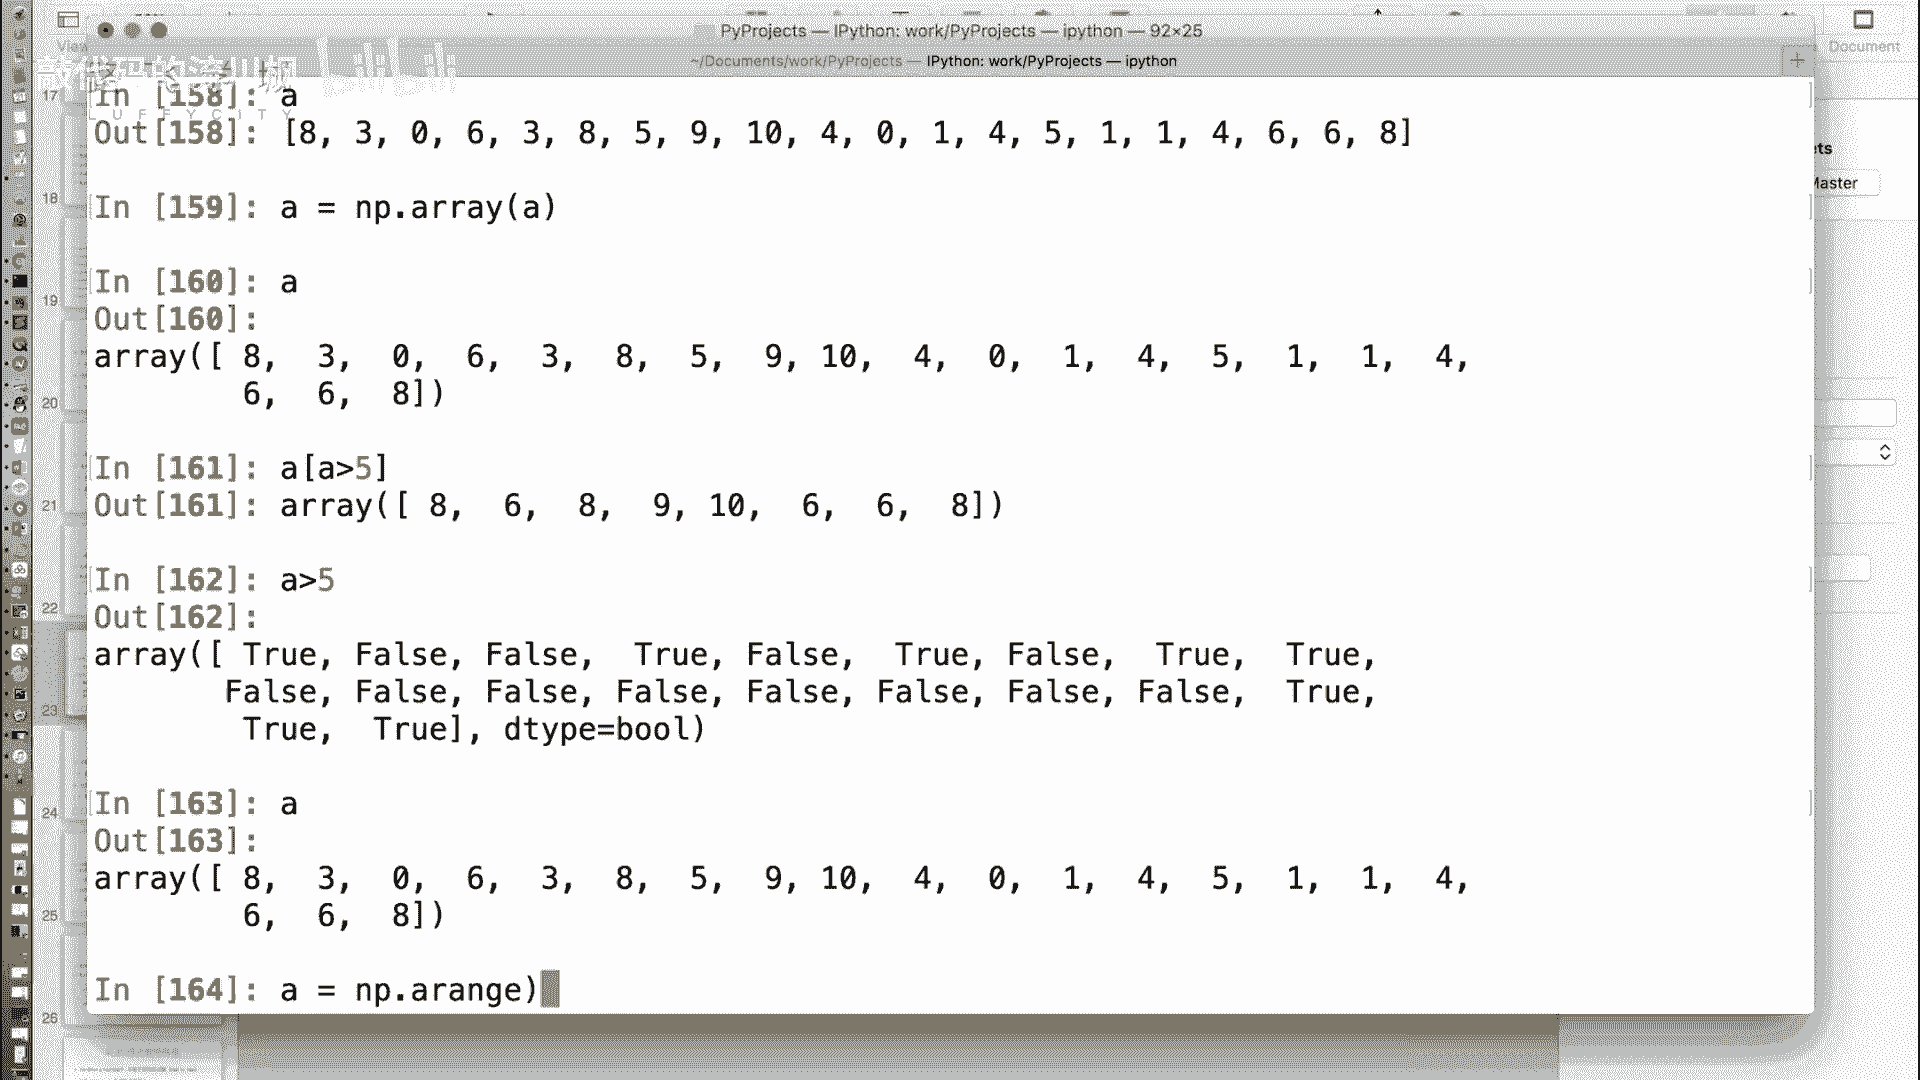 PyProjects — IPython: work/PyProjects — ipython — 92×25
View
Document
~/Documents/work/PyProjects — IPython: work/PyProjects — ipython
+
bilibili
LUFFYCITY
In [158]: a
Out[158]: [8, 3, 0, 6, 3, 8, 5, 9, 10, 4, 0, 1, 4, 5, 1, 1, 4, 6, 6, 8]
In [159]: a = np.array(a)
In [160]: a
Out[160]:
array([ 8, 3, 0, 6, 3, 8, 5, 9, 10, 4, 0, 1, 4, 5, 1, 1, 4,
6, 6, 8])
In [161]: a[a>5]
Out[161]: array([ 8, 6, 8, 9, 10, 6, 6, 8])
In [162]: a>5
Out[162]:
array([ True, False, False, True, False, True, False, True, True,
False, False, False, False, False, False, False, False, True,
True, True], dtype=bool)
In [163]: a
Out[163]:
array([ 8, 3, 0, 6, 3, 8, 5, 9, 10, 4, 0, 1, 4, 5, 1, 1, 4,
6, 6, 8])
In [164]: a = np.arange)
17
18
19
20
21
22
23
24
25
26
ets
Master